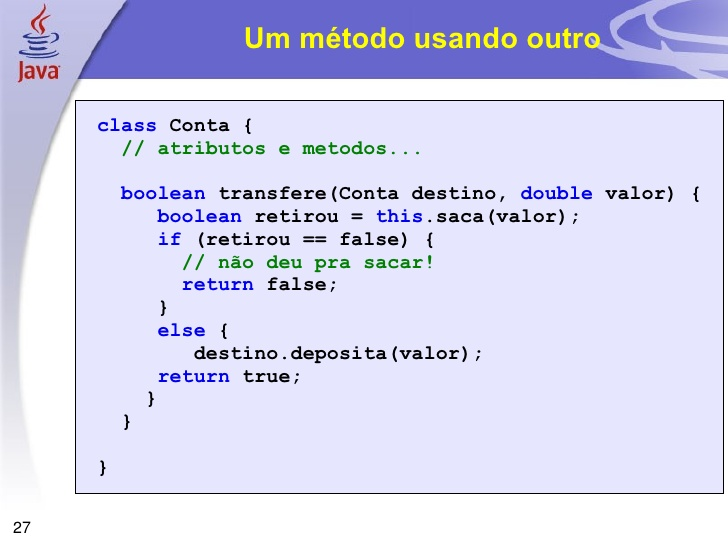 Java
Um método usando outro
class Conta {
// atributos e metodos...
boolean transfere(Conta destino, double valor) {
boolean retirou = this.saca(valor);
if (retirou == false) {
// não deu pra sacar!
return false;
}
else {
destino.deposita(valor);
return true;
}
}
}
27